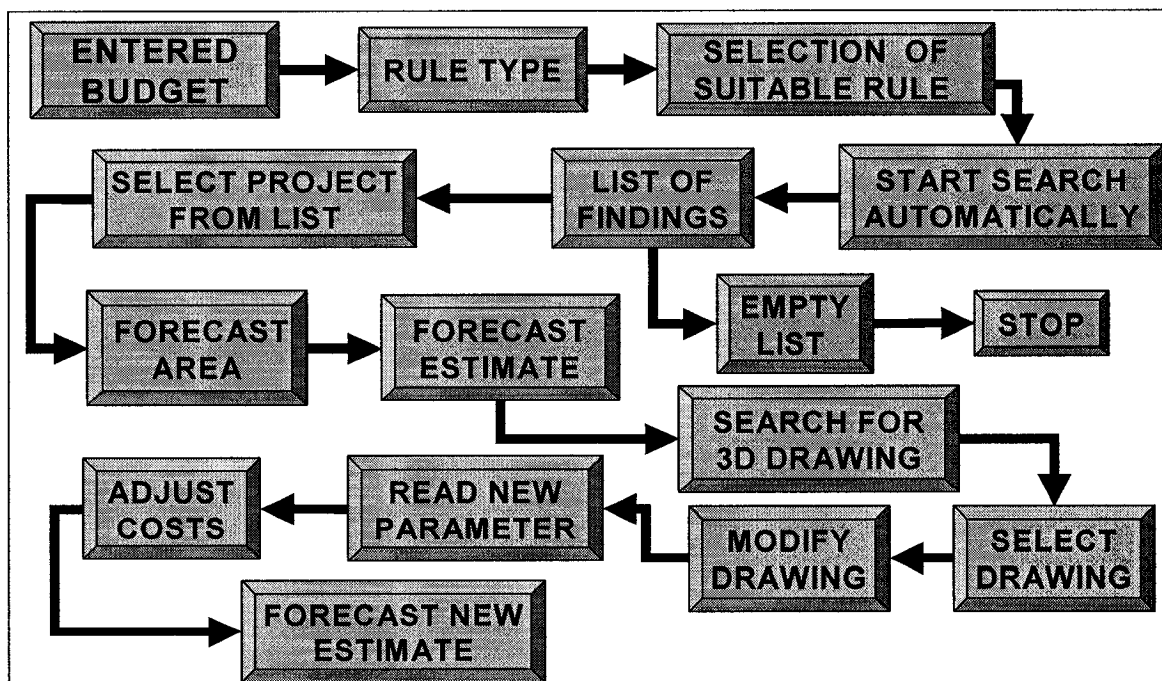 ENTERED
BUDGET
RULE TYPE
SELECTION OF
SUITABLE RULE
START SEARCH
AUTOMATICALLY
LIST OF
FINDINGS
SELECT PROJECT
FROM LIST
EMPTY
LIST
STOP
FORECAST
AREA
FORECAST
ESTIMATE
SEARCH FOR
3D DRAWING
SELECT
DRAWING
MODIFY
DRAWING
READ NEW
PARAMETER
ADJUST
COSTS
FORECAST NEW
ESTIMATE